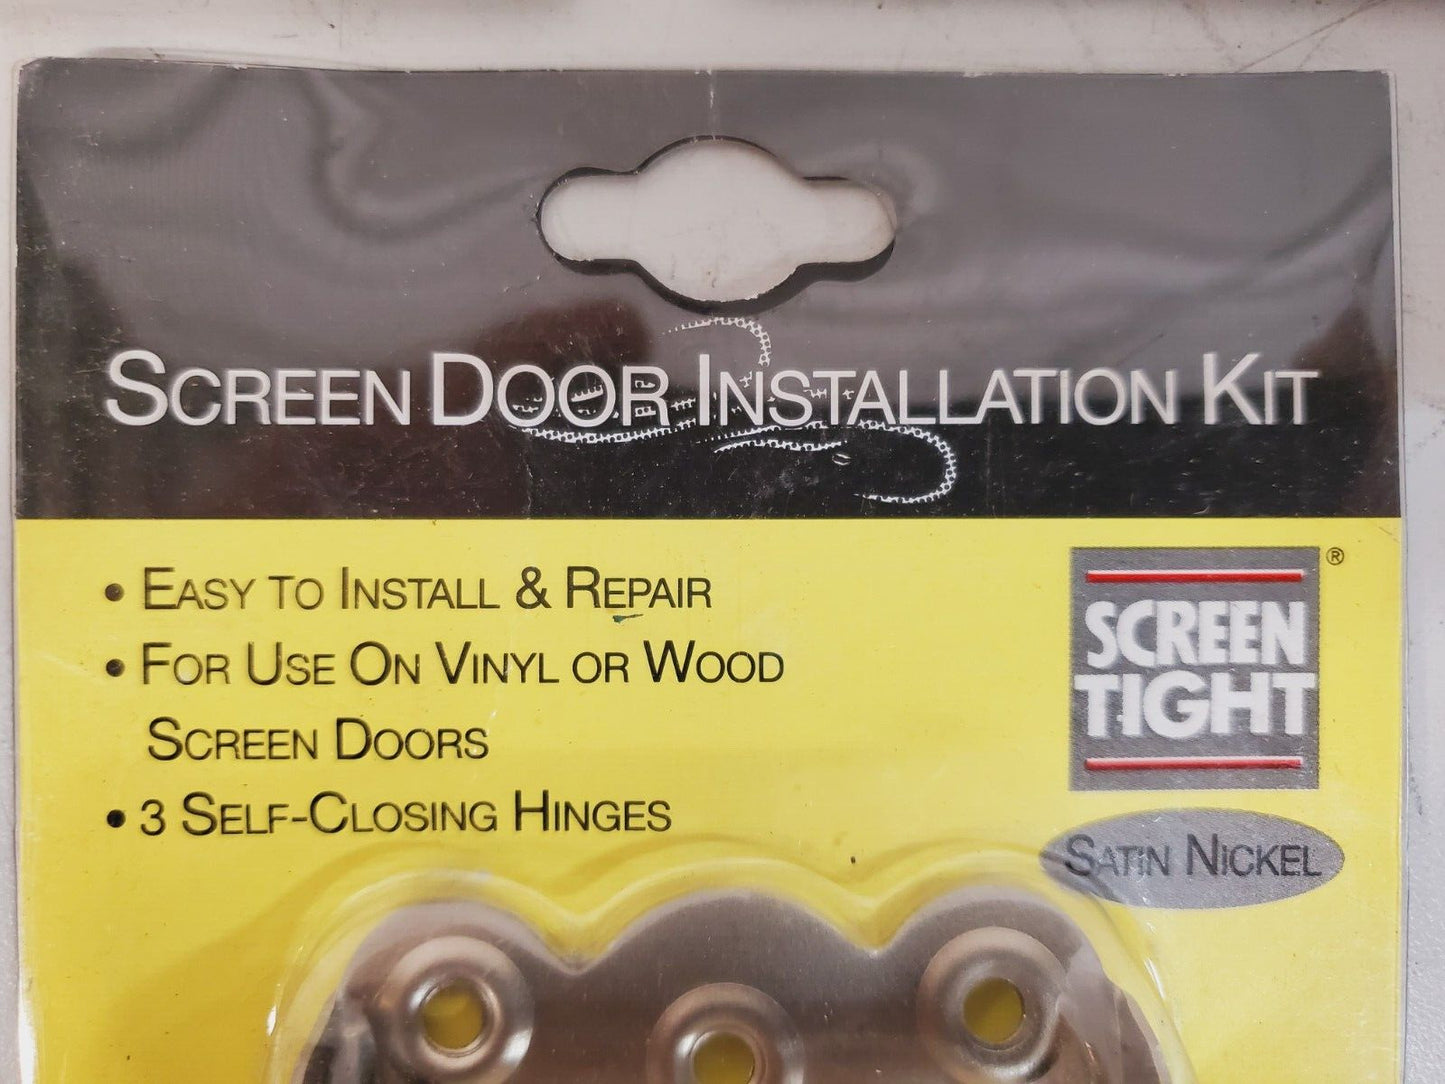 SCREEN DOOR INSTALLATION KIT
• EASY TO INSTALL & REPAIR
• FOR USE ON VINYL OR WOOD
SCREEN DOORS
• 3 SELF-CLOSING HINGES
SCREEN ®
TIGHT
SATIN NICKEL